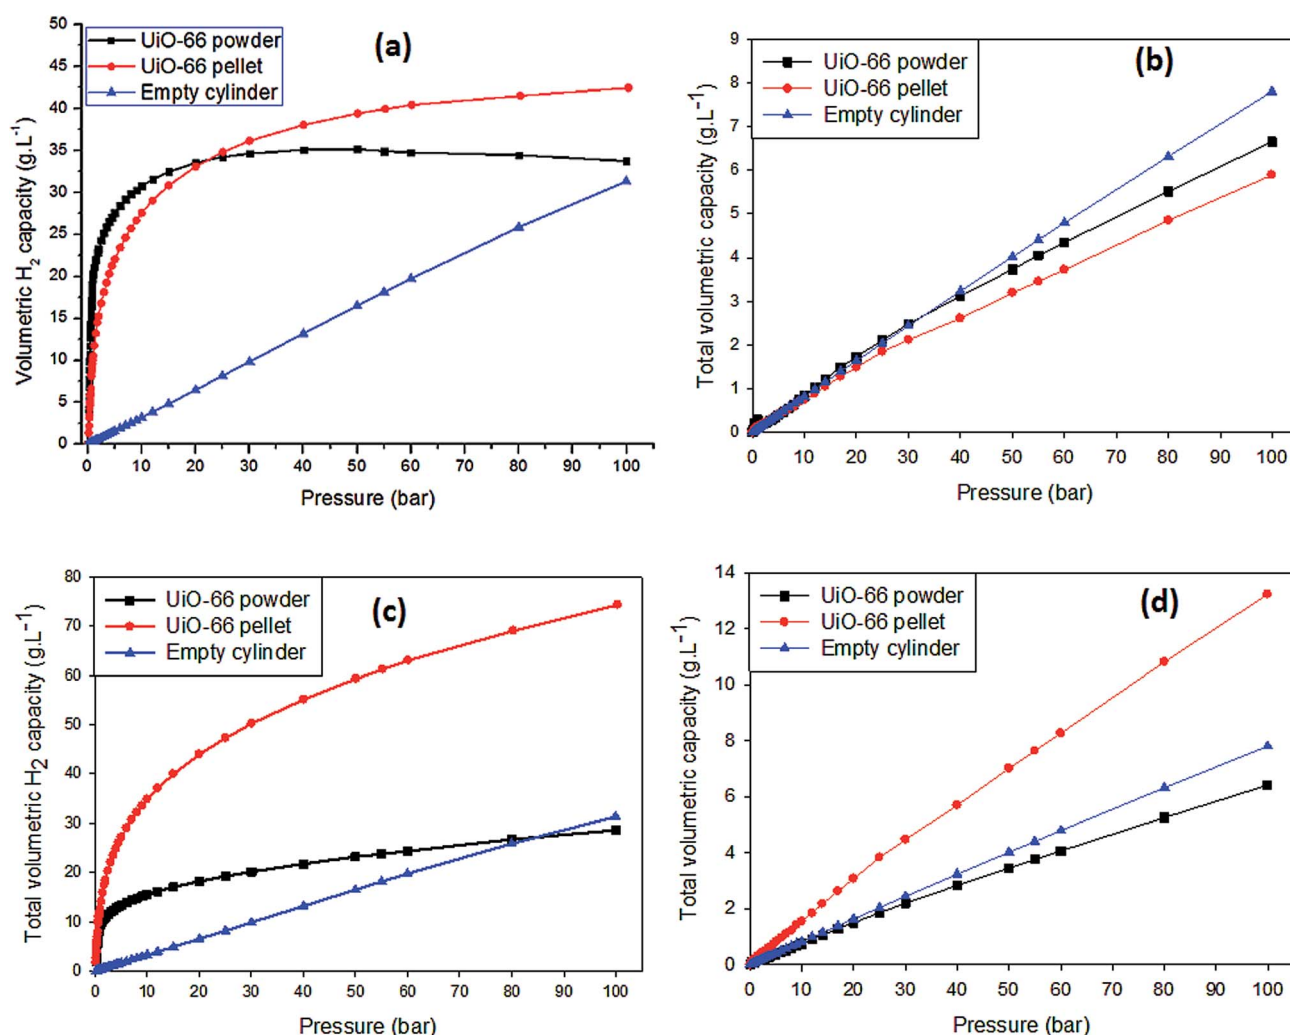 50
45
40
35
30
25
20
15
10
5
0
Volumetric H₂ capacity (g.L⁻¹)
UiO-66 powder
UiO-66 pellet
Empty cylinder
(a)
0 10 20 30 40 50 60 70 80 90 100
Pressure (bar)
9
8
7
6
5
4
3
2
1
0
Total volumetric capacity (g.L⁻¹)
UiO-66 powder
UiO-66 pellet
Empty cylinder
(b)
0 10 20 30 40 50 60 70 80 90 100
Pressure (bar)
80
70
60
50
40
30
20
10
0
Total volumetric H2 capacity (g.L⁻¹)
UiO-66 powder
UiO-66 pellet
Empty cylinder
(c)
0 10 20 30 40 50 60 70 80 90 100
Pressure (bar)
14
12
10
8
6
4
2
0
Total volumetric capacity (g.L⁻¹)
UiO-66 powder
UiO-66 pellet
Empty cylinder
(d)
0 10 20 30 40 50 60 70 80 90 100
Pressure (bar)